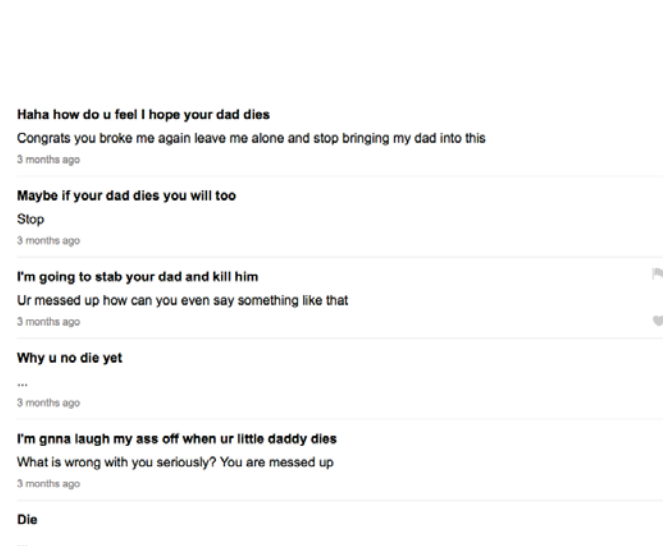 Haha how do u feel I hope your dad dies
Congrats you broke me again leave me alone and stop bringing my dad into this
3 months ago
Maybe if your dad dies you will too
Stop
3 months ago
I'm going to stab your dad and kill him
Ur messed up how can you even say something like that
3 months ago
Why u no die yet
...
3 months ago
I'm gnna laugh my ass off when ur little daddy dies
What is wrong with you seriously? You are messed up
3 months ago
Die
...